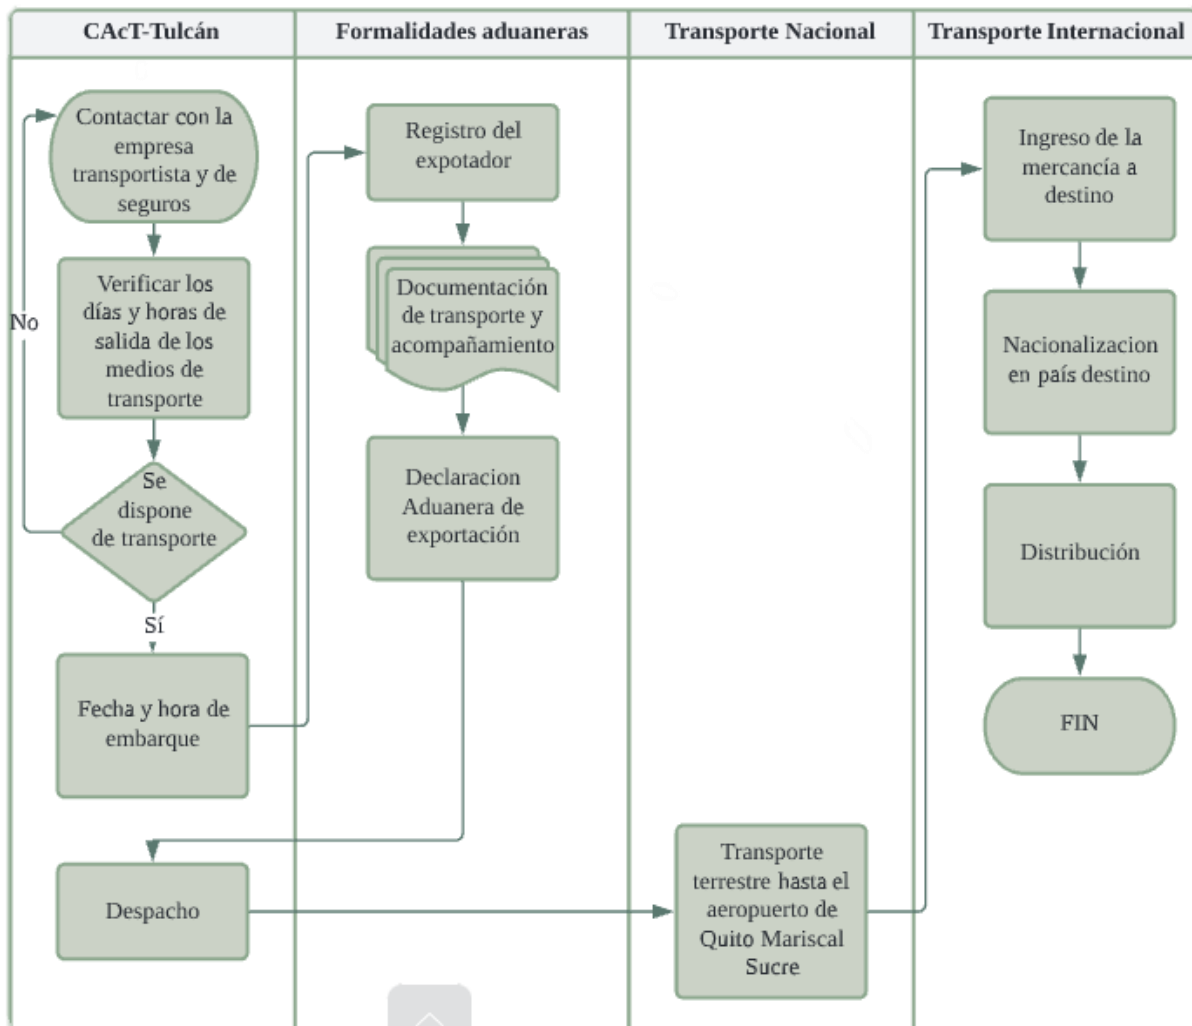 CAcT-Tulcán
Formalidades aduaneras
Transporte Nacional
Transporte Internacional
Contactar con la
empresa
transportista y de
seguros
Verificar los
días y horas de
salida de los
medios de
transporte
No
Se
dispone
de transporte
Sí
Fecha y hora de
embarque
Despacho
Registro del
expotador
Documentación
de transporte y
acompañamiento
Declaracion
Aduanera de
exportación
Transporte
terrestre hasta el
aeropuerto de
Quito Mariscal
Sucre
Ingreso de la
mercancía a
destino
Nacionalizacion
en país destino
Distribución
FIN